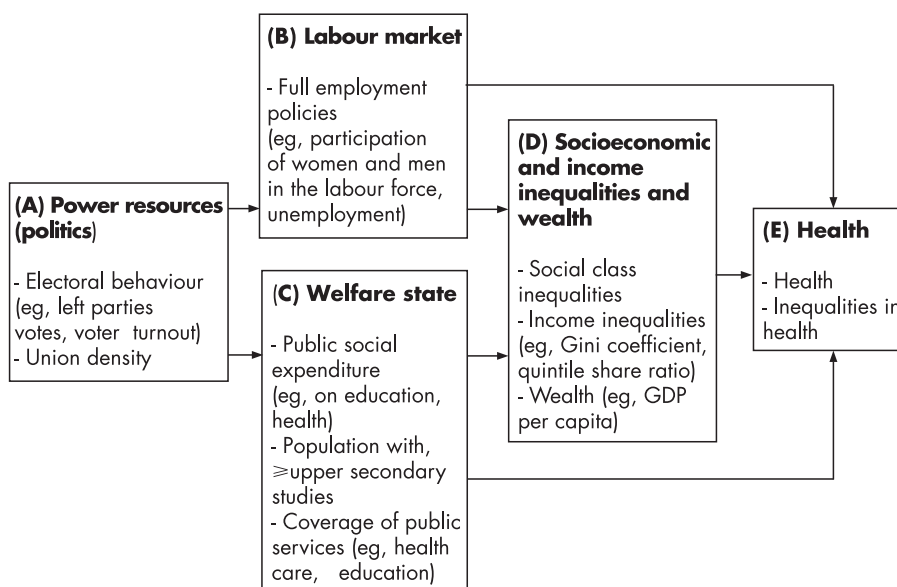 (A) Power resources
(politics)
- Electoral behaviour
(eg, left parties
votes, voter turnout)
- Union density
(B) Labour market
- Full employment
policies
(eg, participation
of women and men
in the labour force,
unemployment)
(C) Welfare state
- Public social
expenditure
(eg, on education,
health)
- Population with,
⩾upper secondary
studies
- Coverage of public
services (eg, health
care, education)
(D) Socioeconomic
and income
inequalities and
wealth
- Social class
inequalities
- Income inequalities
(eg, Gini coefficient,
quintile share ratio)
- Wealth (eg, GDP
per capita)
(E) Health
- Health
- Inequalities in
health